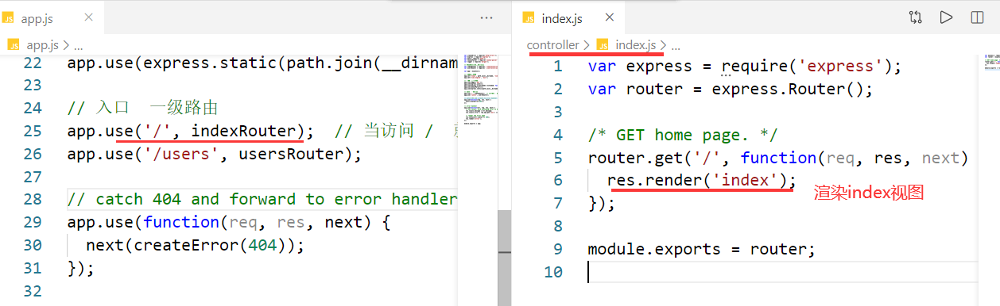 JS app.js ×
JS app.js > ...
22 app.use(express.static(path.join(__dirnam
23
24 // 入口 一级路由
25 app.use('/', indexRouter); // 当访问 /
26 app.use('/users', usersRouter);
27
28 // catch 404 and forward to error handler
29 app.use(function(req, res, next) {
30 next(createError(404));
31 });
32
JS index.js ×
controller > JS index.js > ...
1 var express = require('express');
2 var router = express.Router();
3
4 /* GET home page. */
5 router.get('/', function(req, res, next)
6 res.render('index');
渲染index视图
7 });
8
9 module.exports = router;
10